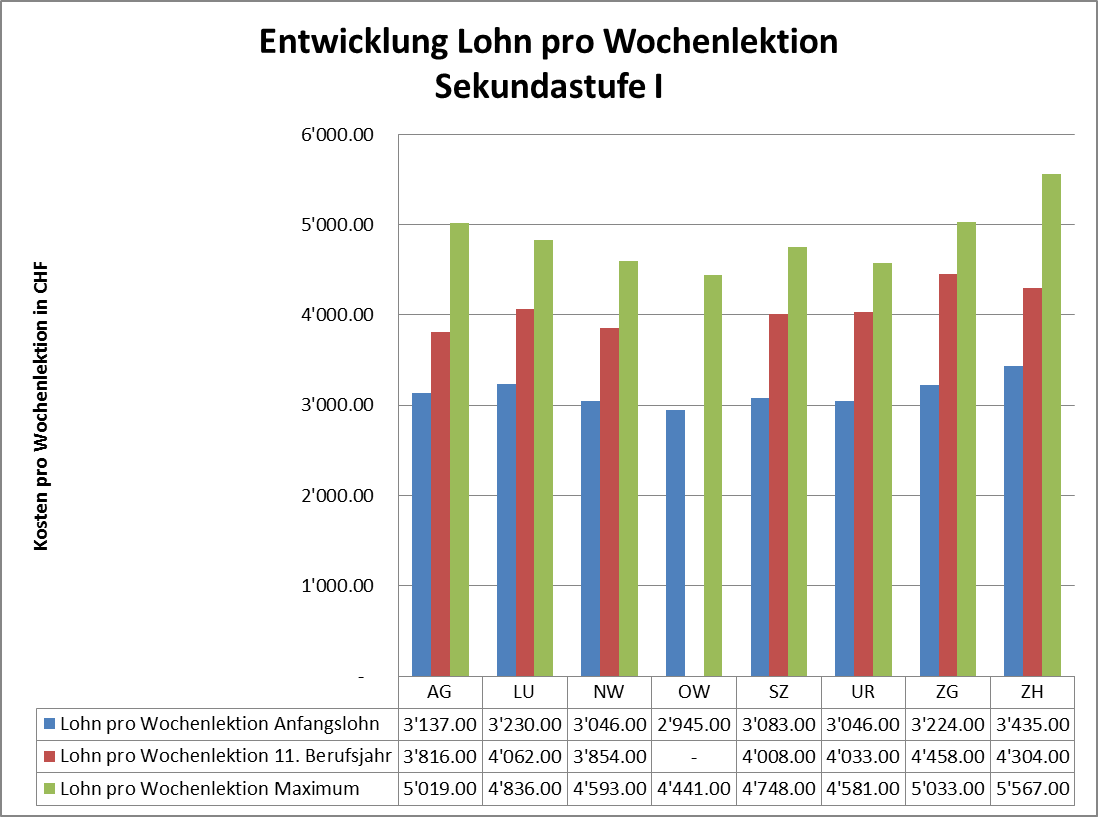 Entwicklung Lohn pro Wochenlektion
Sekundastufe I
Kosten pro Wochenlektion in CHF
6'000.00
5'000.00
4'000.00
3'000.00
2'000.00
1'000.00
-
AG LU NW OW SZ UR ZG ZH
Lohn pro Wochenlektion Anfangslohn 3'137.00 3'230.00 3'046.00 2'945.00 3'083.00 3'046.00 3'224.00 3'435.00
Lohn pro Wochenlektion 11. Berufsjahr 3'816.00 4'062.00 3'854.00 - 4'008.00 4'033.00 4'458.00 4'304.00
Lohn pro Wochenlektion Maximum 5'019.00 4'836.00 4'593.00 4'441.00 4'748.00 4'581.00 5'033.00 5'567.00